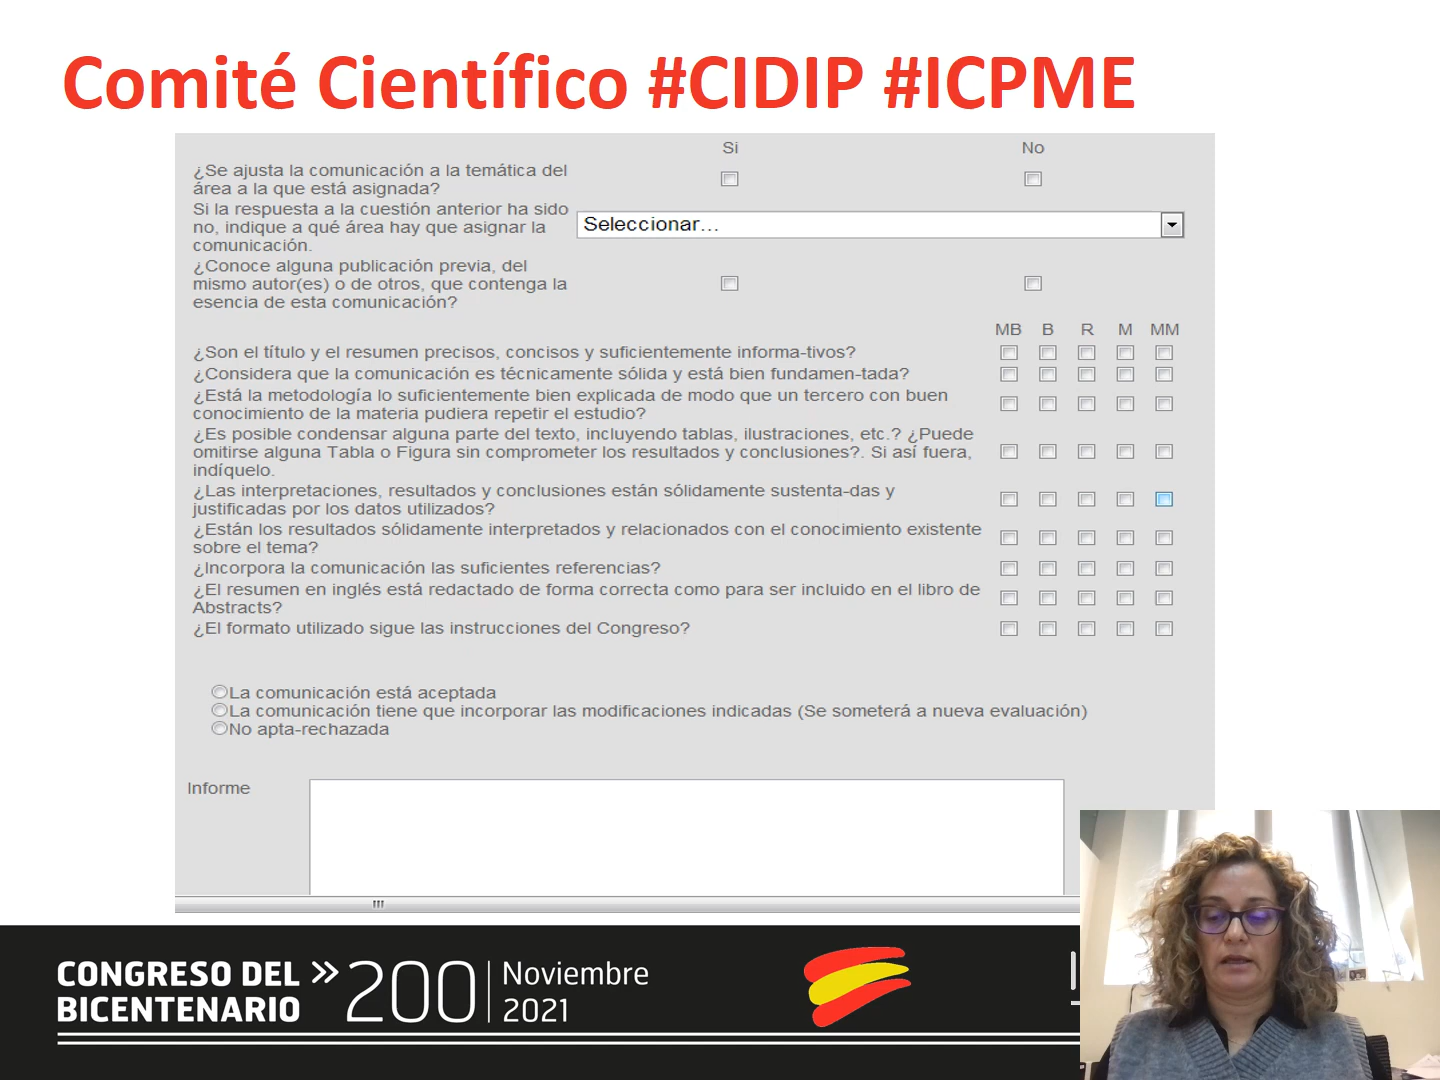 Comité Científico #CIDIP #ICPME
Si No
¿Se ajusta la comunicación a la temática del
área a la que está asignada?
Si la respuesta a la cuestión anterior ha sido
no, indique a qué área hay que asignar la
comunicación.
Seleccionar...
¿Conoce alguna publicación previa, del
mismo autor(es) o de otros, que contenga la
esencia de esta comunicación?
MB B R M MM
¿Son el título y el resumen precisos, concisos y suficientemente informa-tivos?
¿Considera que la comunicación es técnicamente sólida y está bien fundamen-tada?
¿Está la metodología lo suficientemente bien explicada de modo que un tercero con buen
conocimiento de la materia pudiera repetir el estudio?
¿Es posible condensar alguna parte del texto, incluyendo tablas, ilustraciones, etc.? ¿Puede
omitirse alguna Tabla o Figura sin comprometer los resultados y conclusiones?. Si así fuera,
indíquelo.
¿Las interpretaciones, resultados y conclusiones están sólidamente sustenta-das y
justificadas por los datos utilizados?
¿Están los resultados sólidamente interpretados y relacionados con el conocimiento existente
sobre el tema?
¿Incorpora la comunicación las suficientes referencias?
¿El resumen en inglés está redactado de forma correcta como para ser incluido en el libro de
Abstracts?
¿El formato utilizado sigue las instrucciones del Congreso?
La comunicación está aceptada
La comunicación tiene que incorporar las modificaciones indicadas (Se someterá a nueva evaluación)
No apta-rechazada
Informe
CONGRESO DEL
BICENTENARIO
» 200
Noviembre
2021